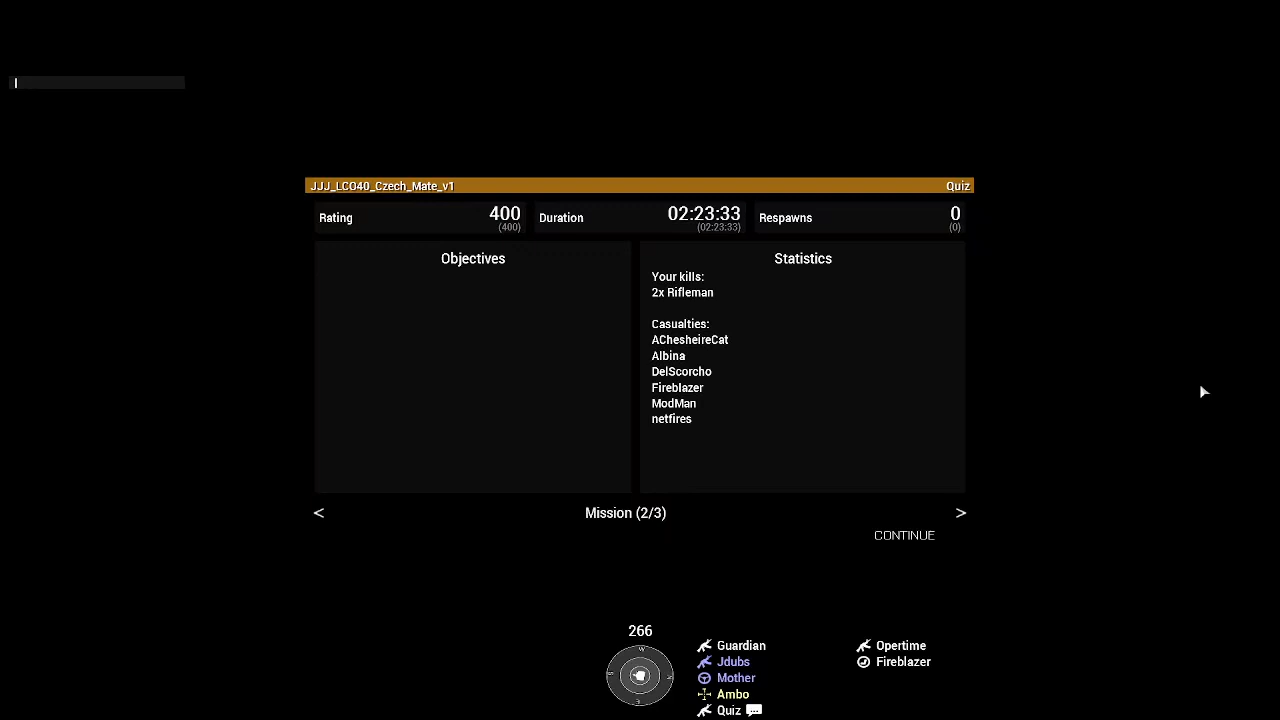 JJJ_LCO40_Czech_Mate_v1 Quiz
Rating 400 (400) Duration 02:23:33 (02:23:33) Respawns 0 (0)
Objectives
Statistics
Your kills:
2x Rifleman
Casualties:
AChesheireCat
Albina
DelScorcho
Fireblazer
ModMan
netfires
< Mission (2/3) >
CONTINUE
266
W
Guardian
Jdubs
Mother
Ambo
Quiz
Opertime
Fireblazer